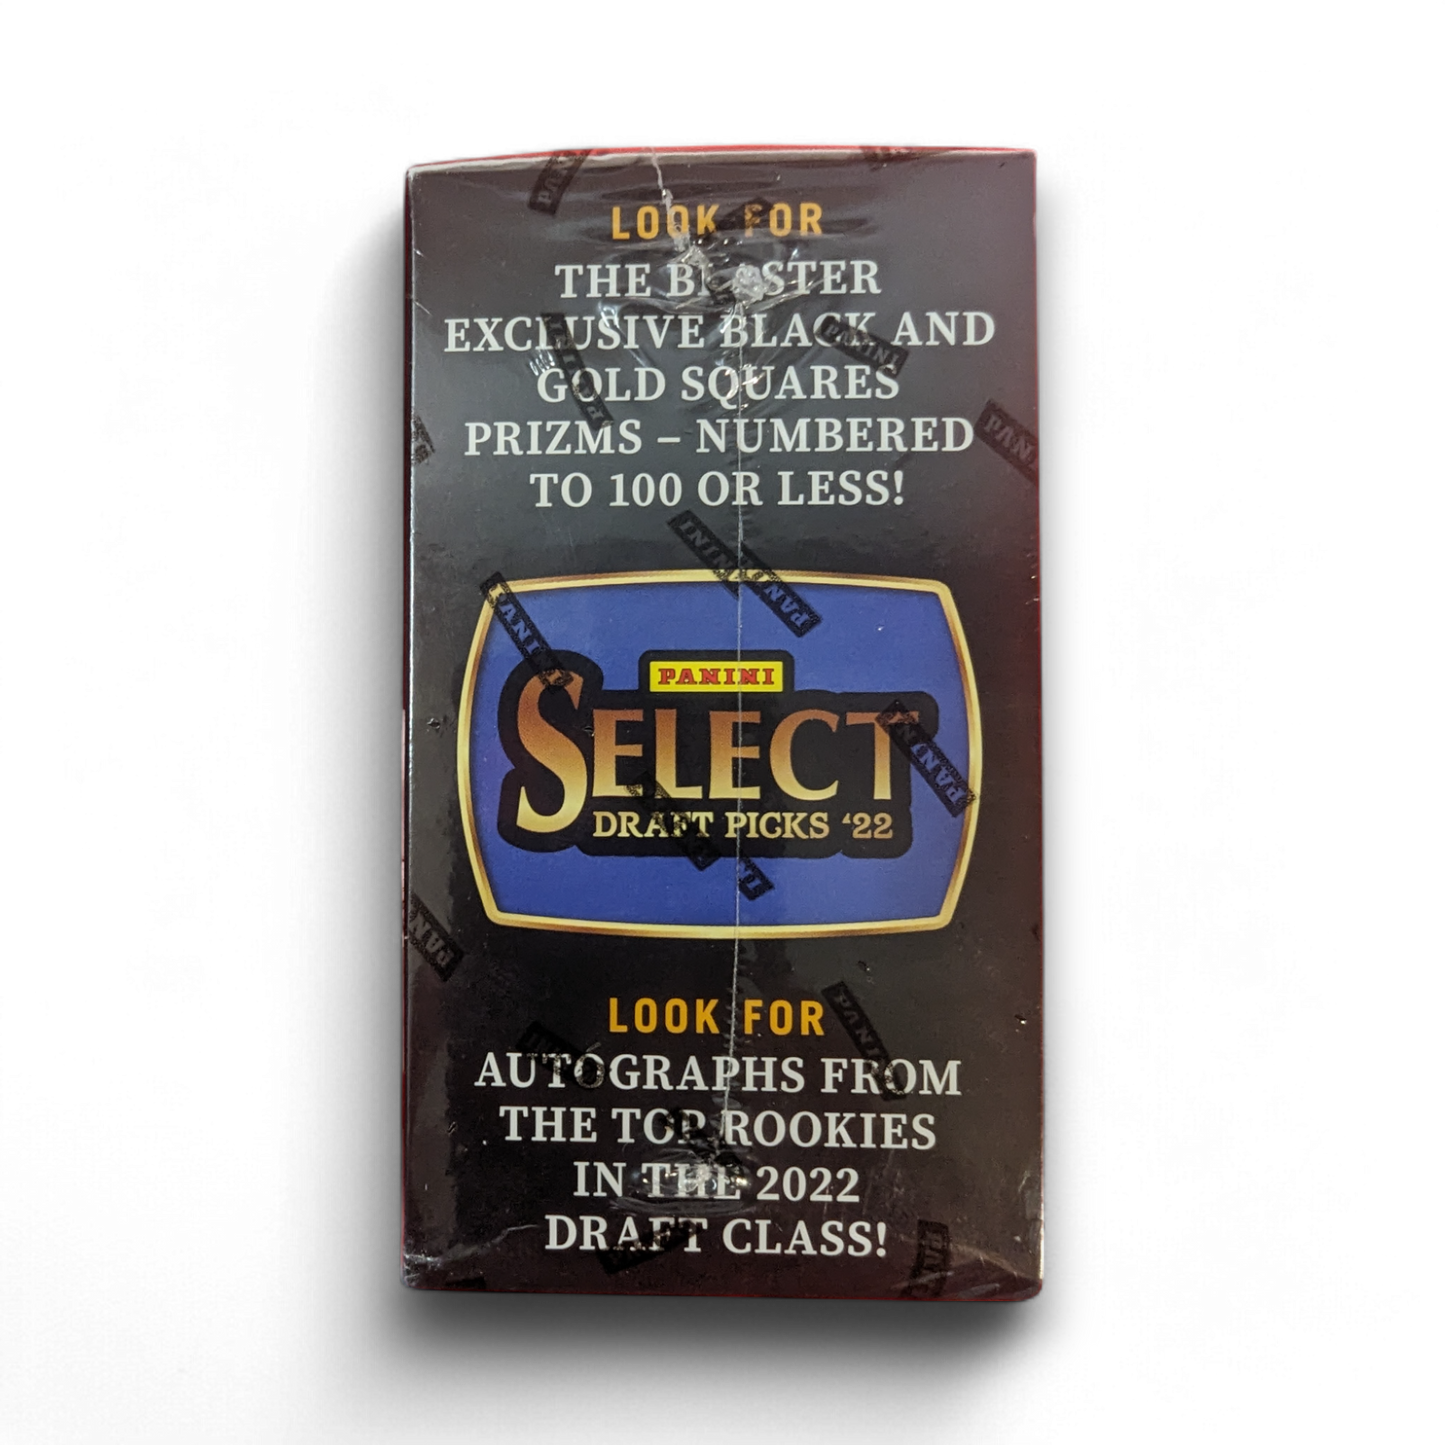 LOOK FOR
THE BLASTER
EXCLUSIVE BLACK AND
GOLD SQUARES
PRIZMS – NUMBERED
TO 100 OR LESS!
PANINI
SELECT
DRAFT PICKS ‘22
LOOK FOR
AUTOGRAPHS FROM
THE TOP ROOKIES
IN THE 2022
DRAFT CLASS!